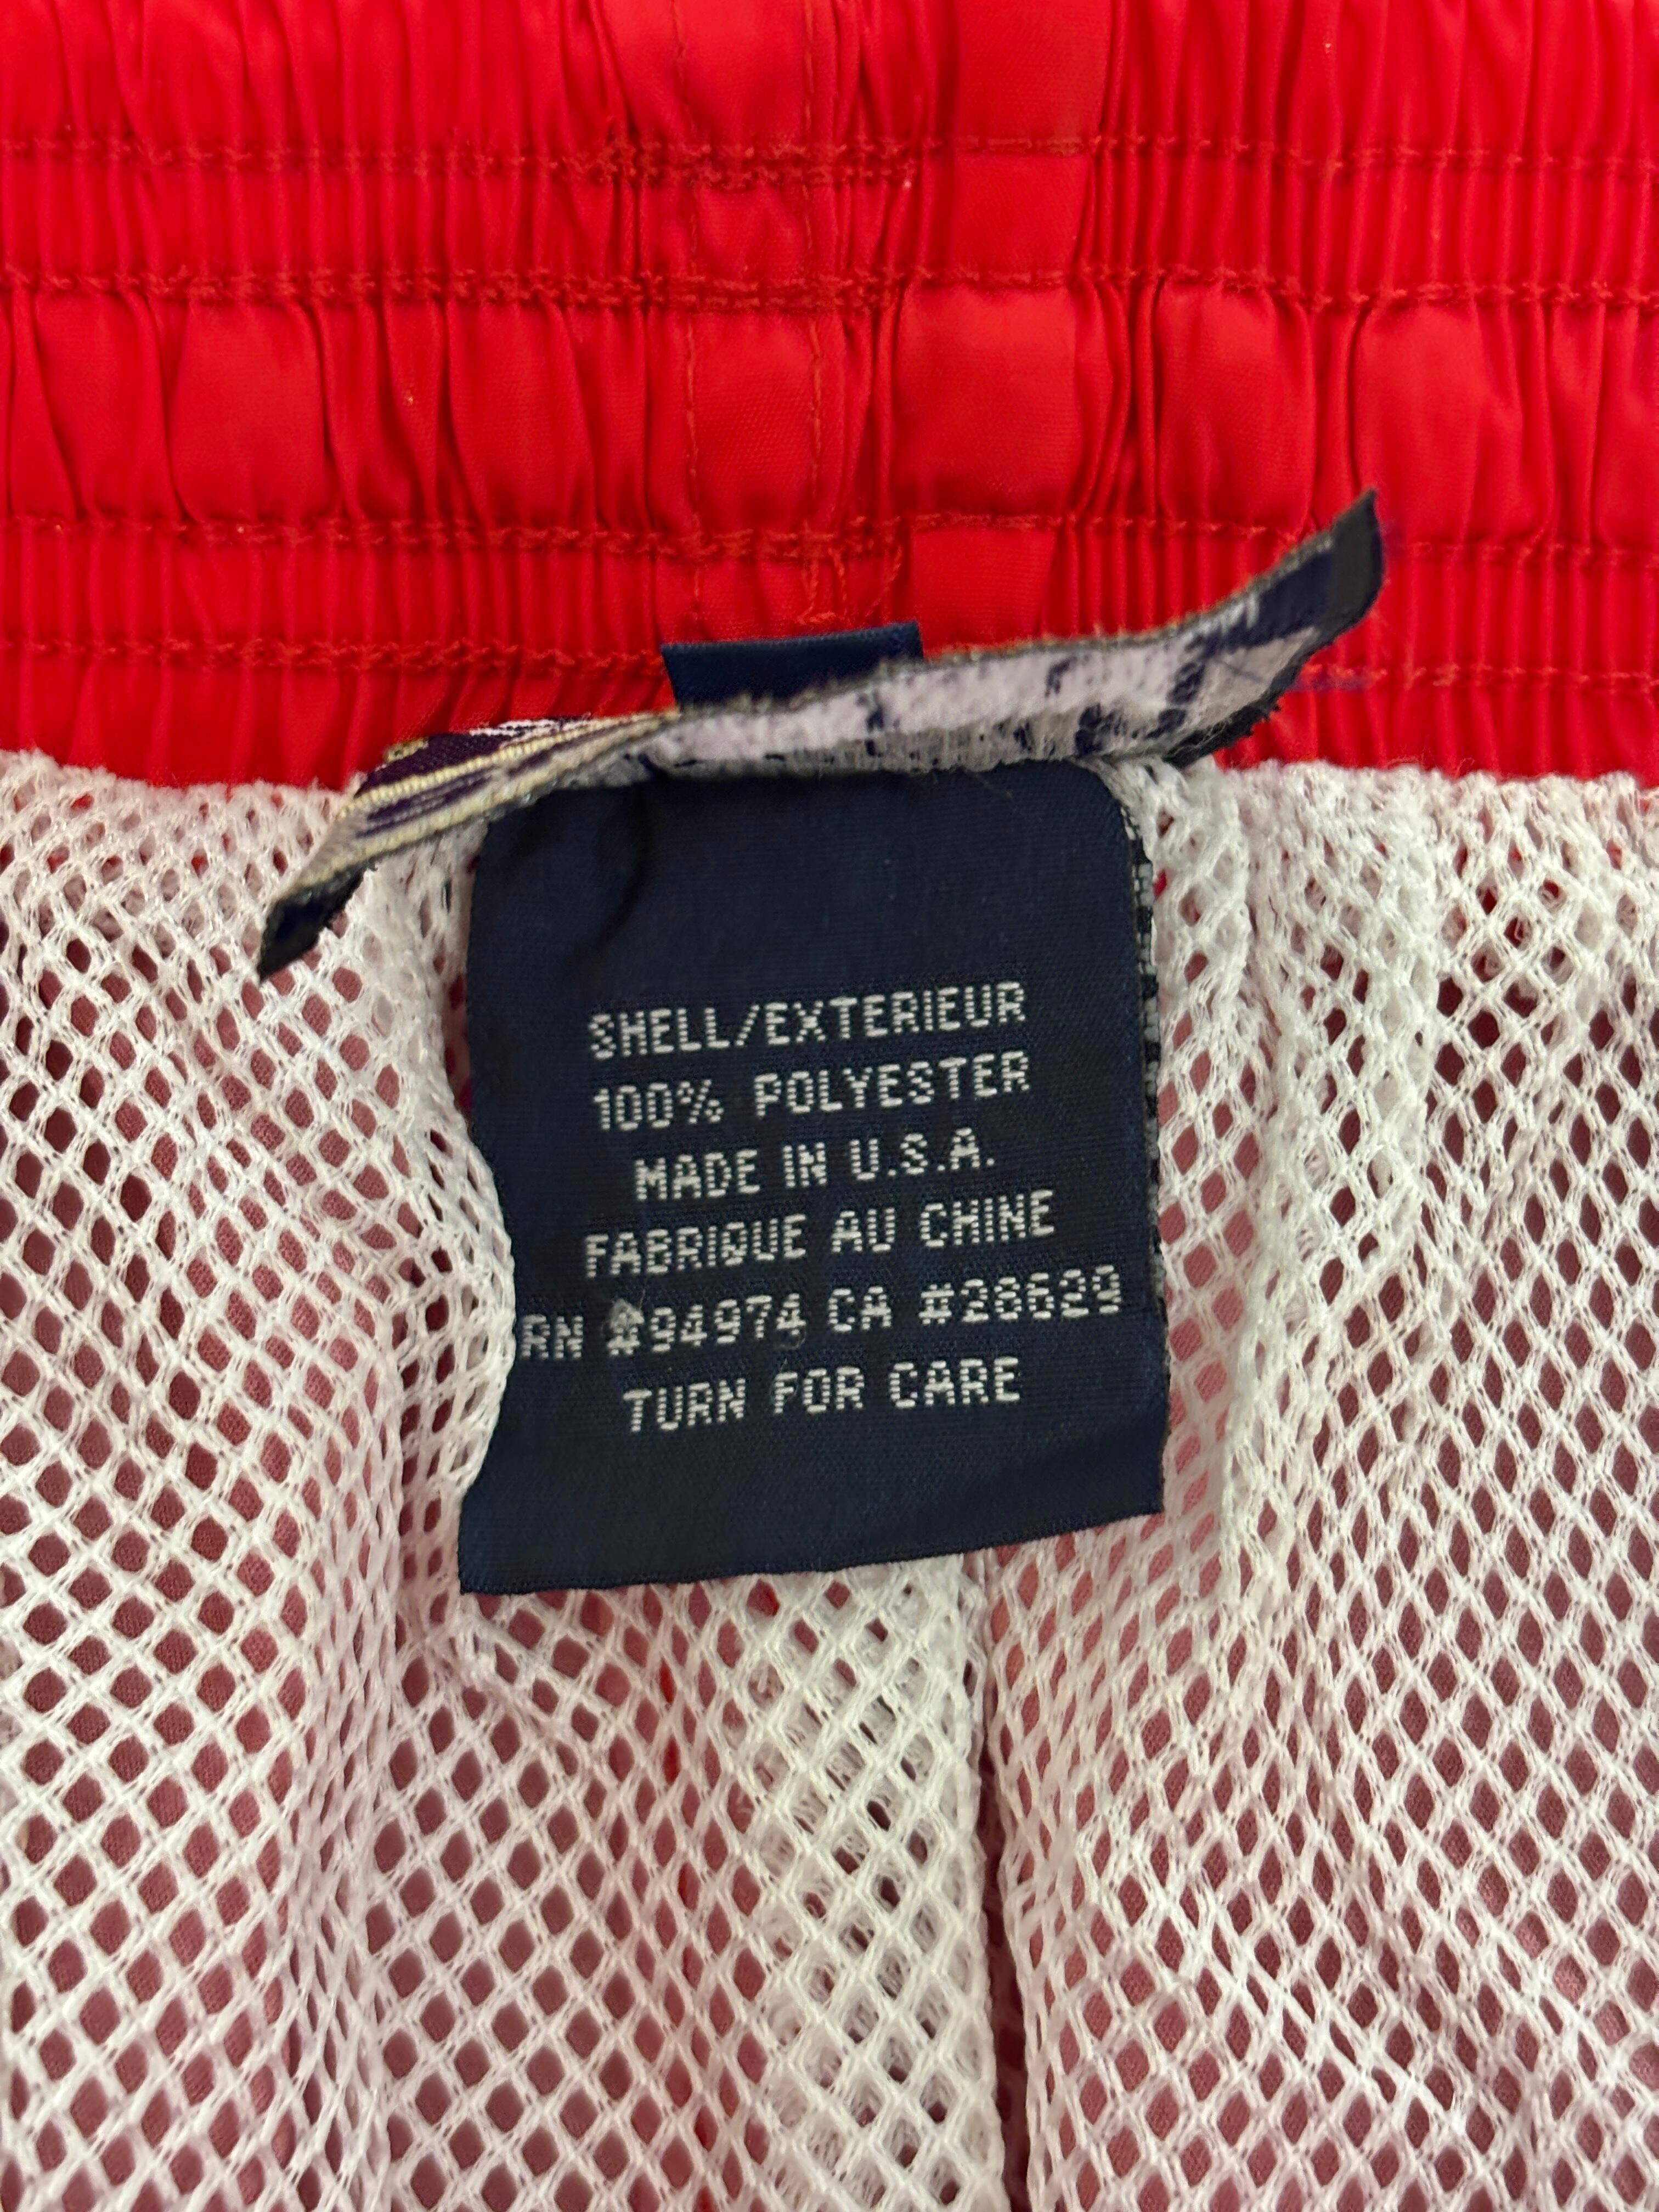 SHELL/EXTERIEUR
100% POLYESTER
MADE IN U.S.A.
FABRIQUE AU CHINE
RN #94974 CA #28629
TURN FOR CARE